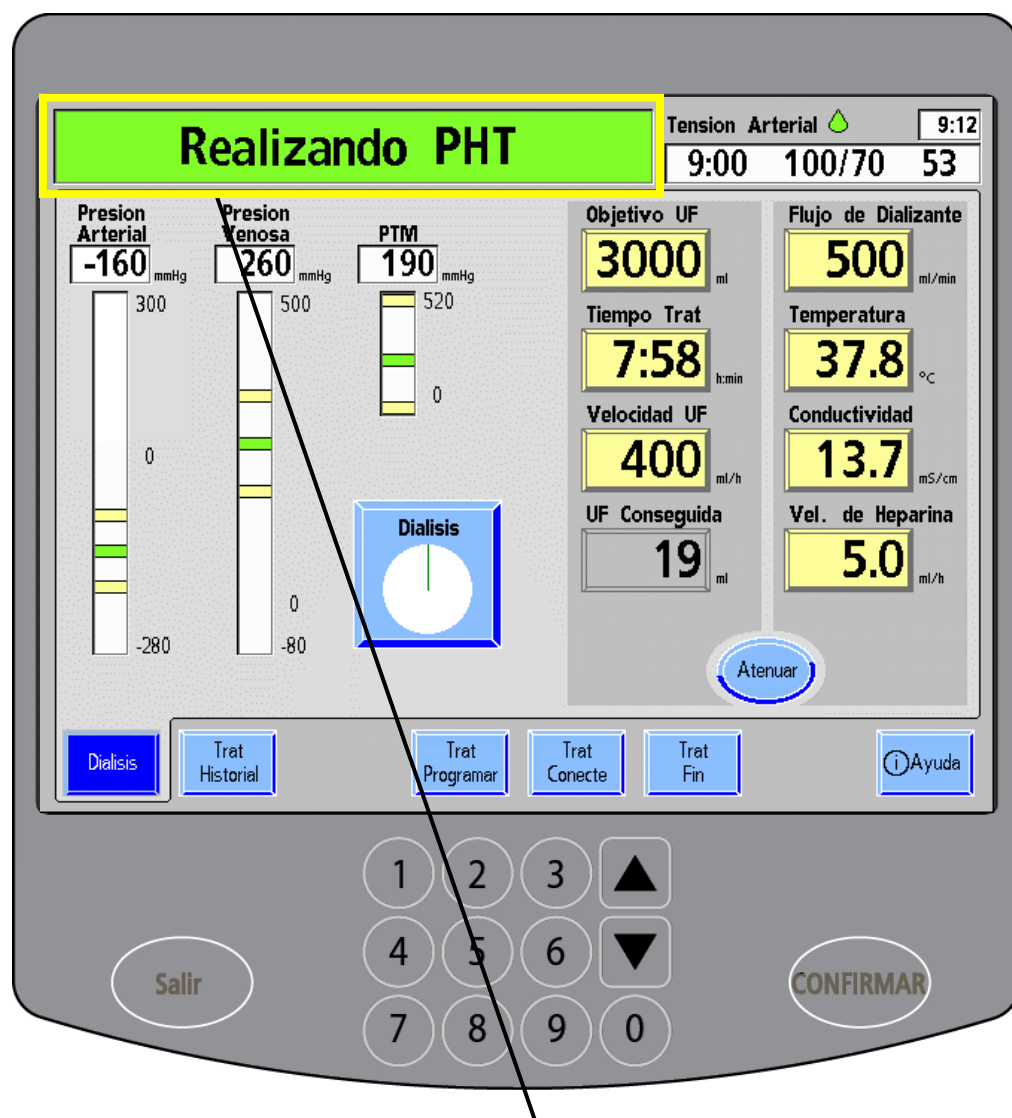 Realizando PHT
Tension Arterial 9:12
9:00 100/70 53
Presion Arterial
-160 mmHg
300
0
-280
Presion Venosa
260 mmHg
500
0
-80
PTM
190 mmHg
520
0
Dialisis
Objetivo UF
3000 ml
Tiempo Trat
7:58 h:min
Velocidad UF
400 ml/h
UF Conseguida
19 ml
Flujo de Dializante
500 ml/min
Temperatura
37.8 °C
Conductividad
13.7 mS/cm
Vel. de Heparina
5.0 ml/h
Atenuar
Dialisis
Trat
Historial
Trat
Programar
Trat
Conecte
Trat
Fin
i Ayuda
1 2 3
4 5 6
7 8 9 0
Salir
CONFIRMAR